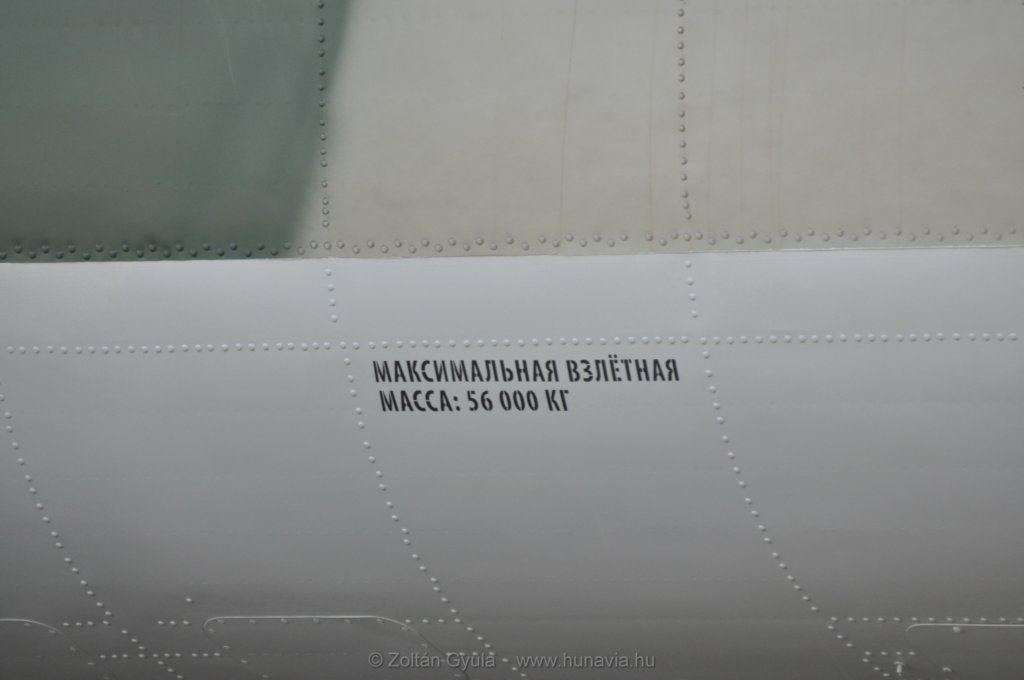 МАКСИМАЛЬНАЯ ВЗЛЁТНАЯ
МАССА: 56 000 КГ
© Zoltán Gyula - www.hunavia.hu